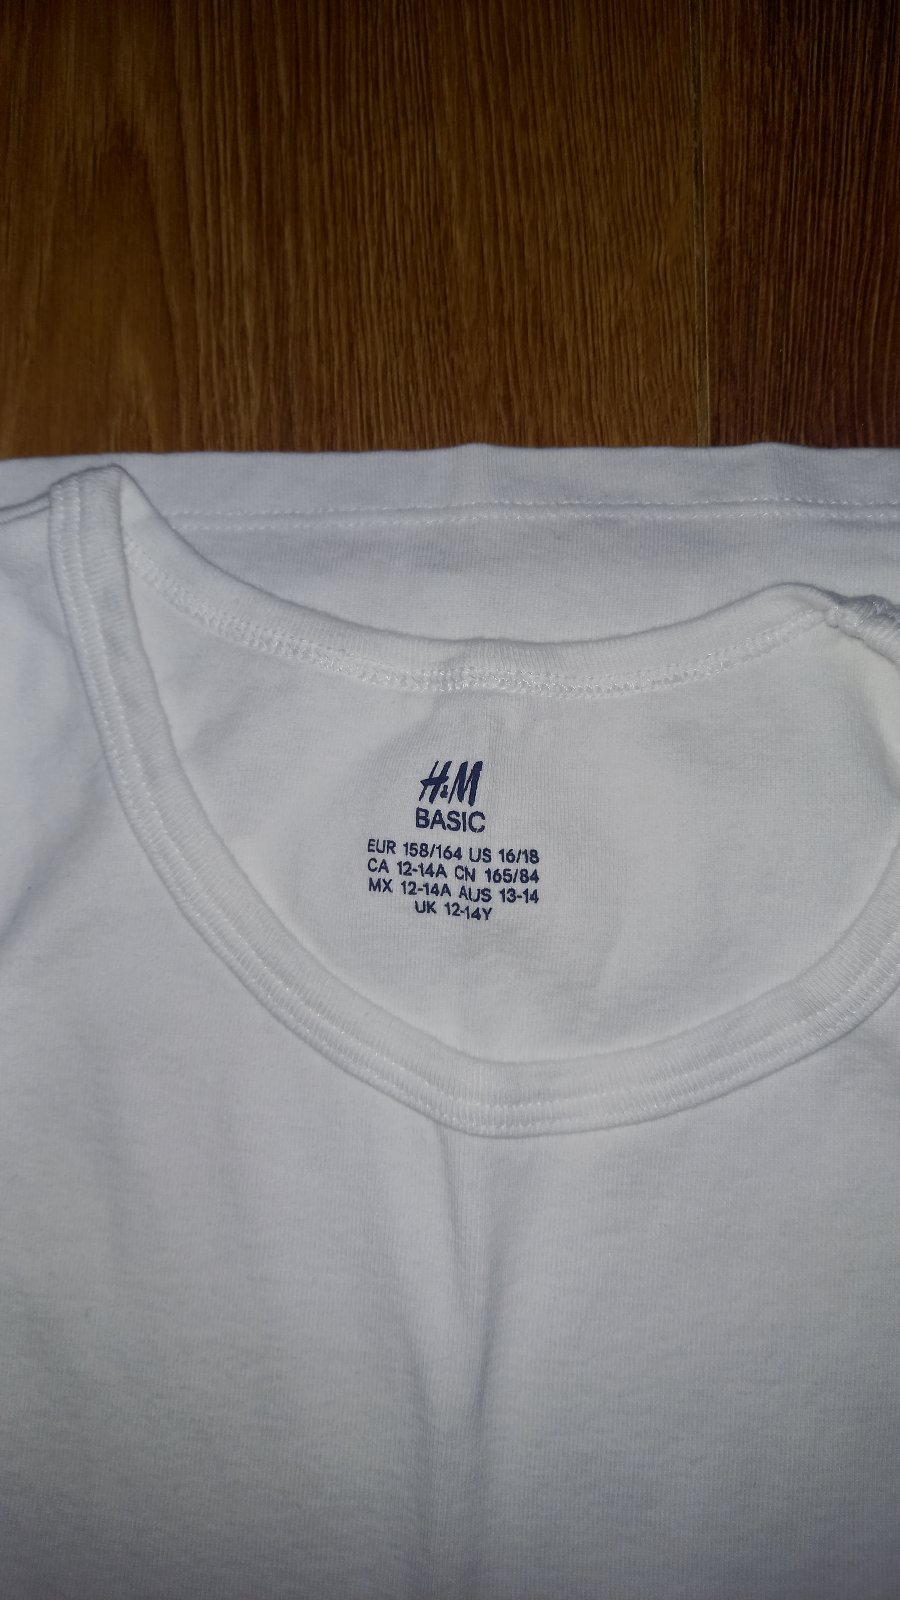 H&M
BASIC
EUR 158/164 US 16/18
CA 12-14A CN 165/84
MX 12-14A AUS 13-14
UK 12-14Y